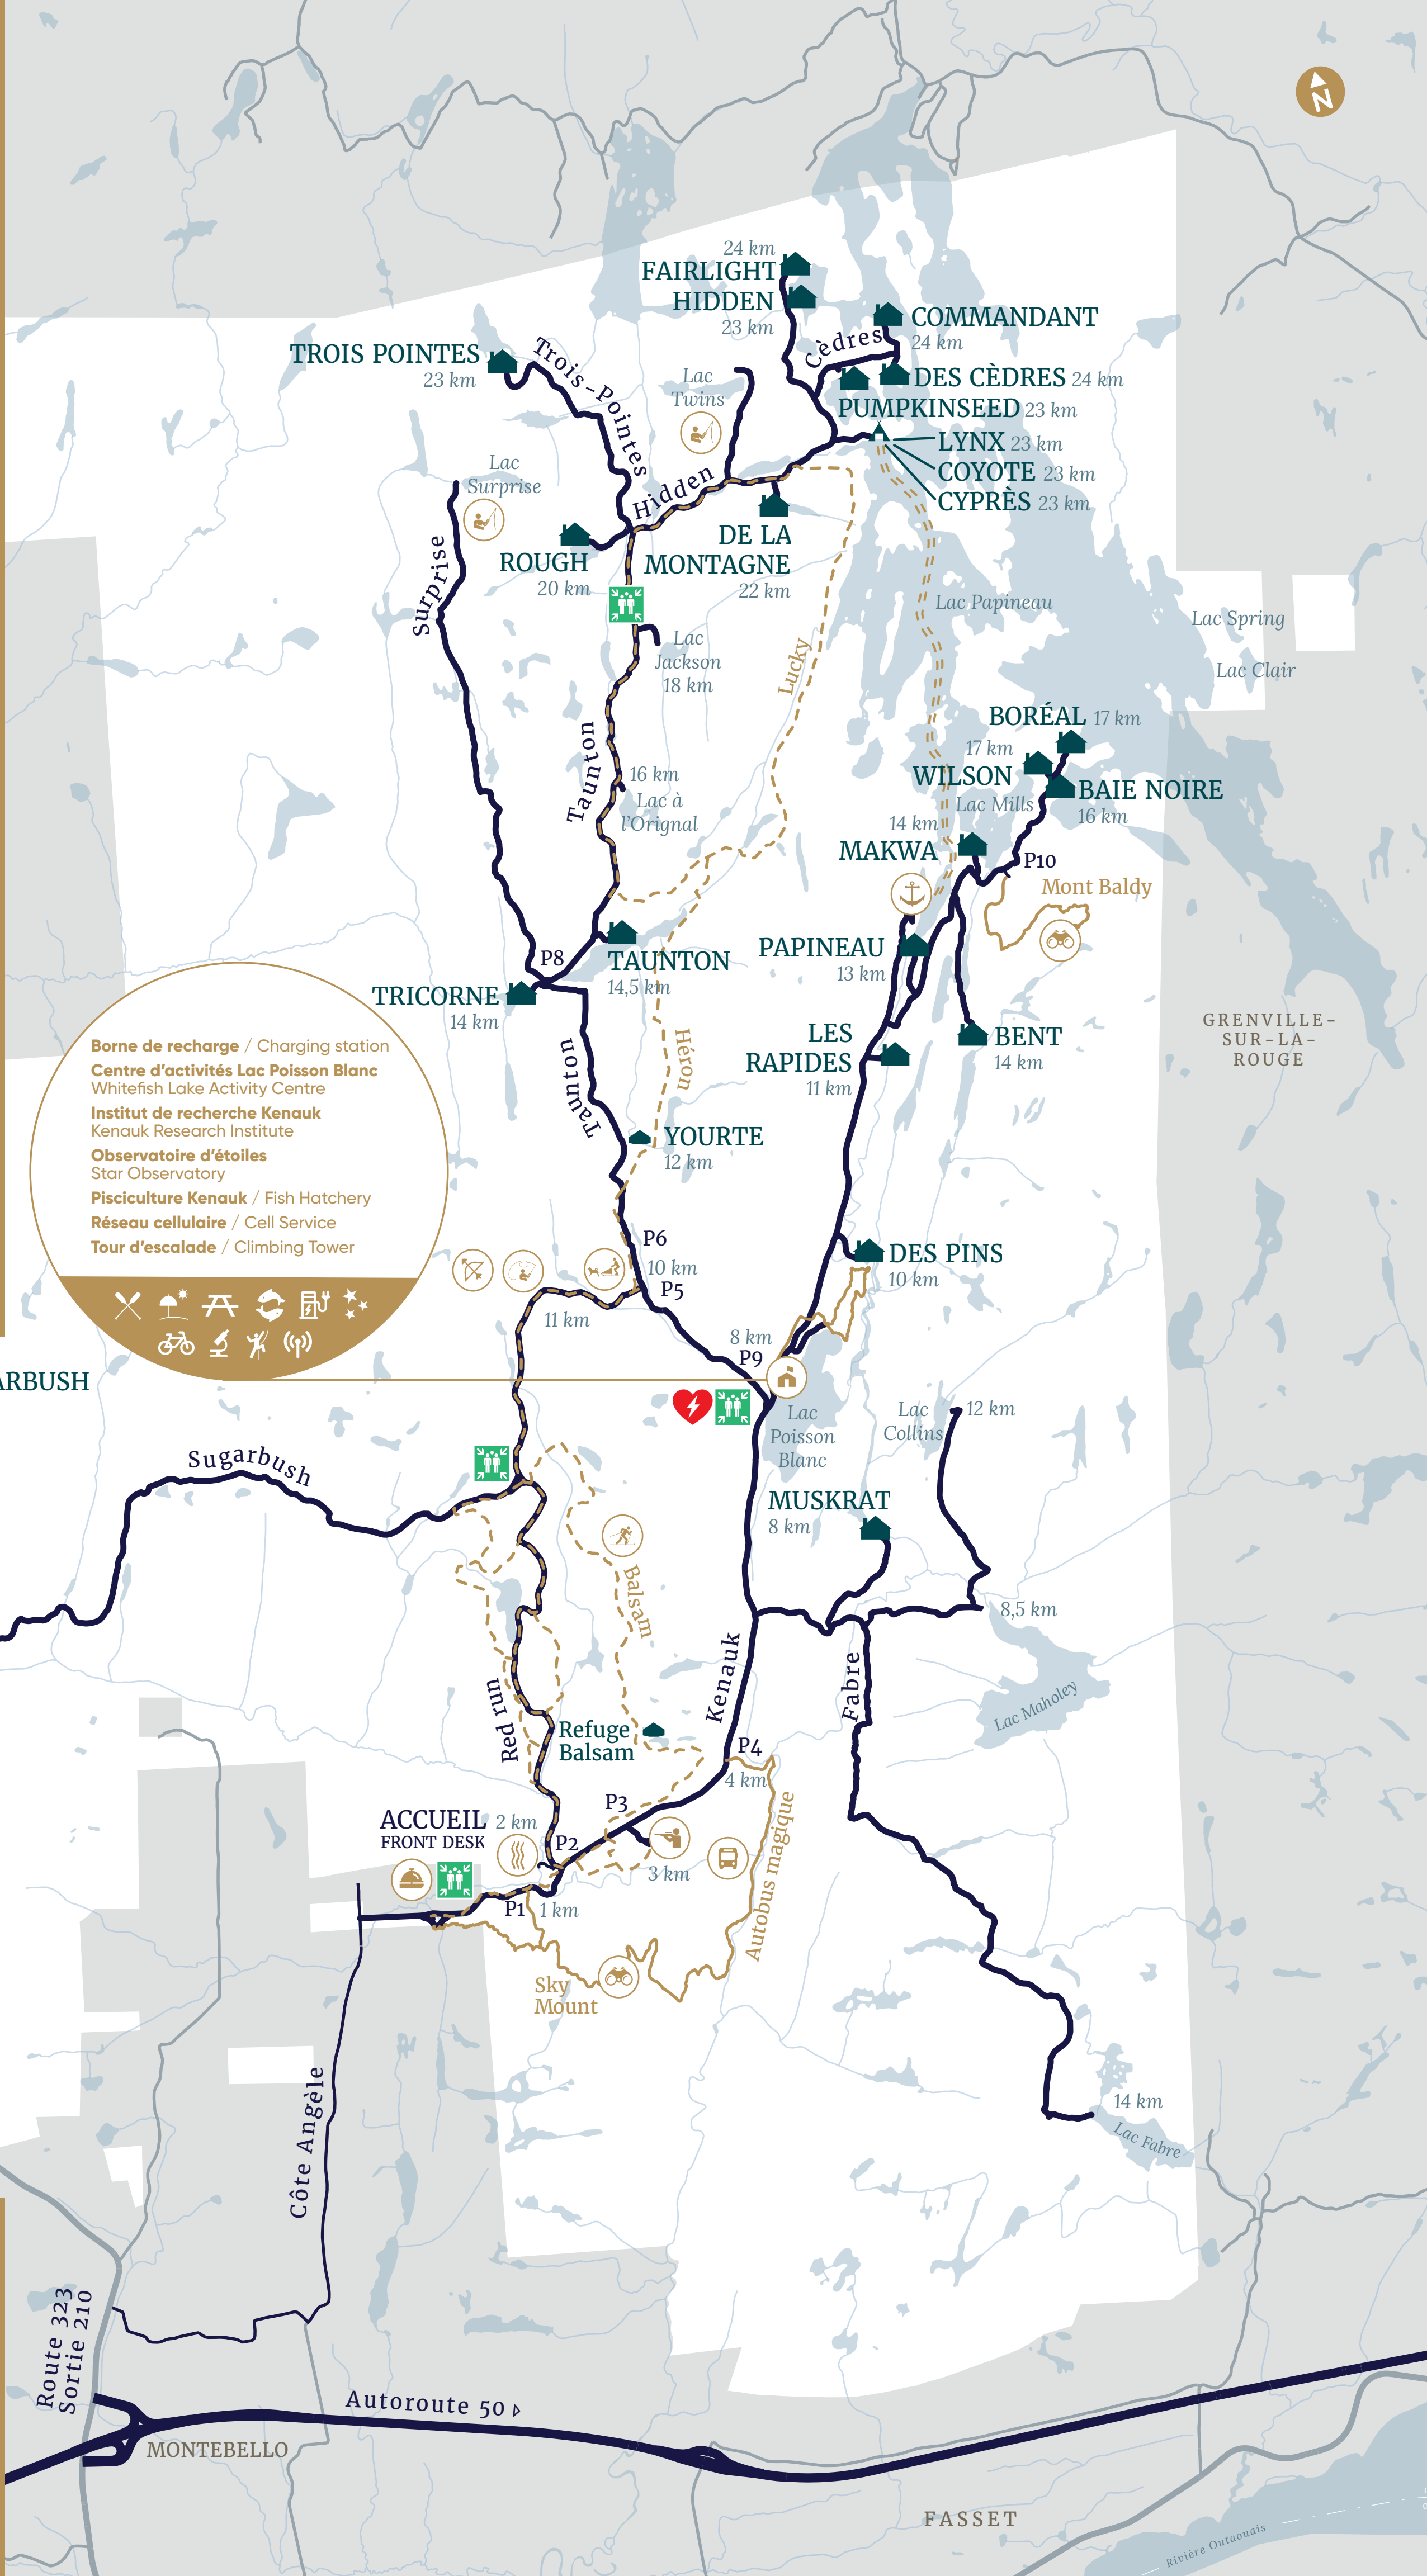 N
24 km
FAIRLIGHT
HIDDEN
23 km
COMMANDANT
24 km
Cèdres
TROIS POINTES
23 km
Trois-Pointes
Lac
Twins
DES CÈDRES 24 km
PUMPKINSEED 23 km
LYNX 23 km
COYOTE 23 km
CYPRÈS 23 km
Lac
Surprise
Hidden
DE LA
MONTAGNE
22 km
ROUGH
20 km
Surprise
Lac Papineau
Lac Spring
Lac Clair
Lac
Jackson
18 km
Lucky
BORÉAL 17 km
17 km
WILSON
BAIE NOIRE
16 km
Lac Mills
Taunton
16 km
Lac à
l'Orignal
14 km
MAKWA
P10
Mont Baldy
P8
TAUNTON
14,5 km
PAPINEAU
13 km
TRICORNE
14 km
GRENVILLE-
SUR-LA-
ROUGE
LES
RAPIDES
11 km
BENT
14 km
Héron
Taunton
Borne de recharge / Charging station
Centre d'activités Lac Poisson Blanc
Whitefish Lake Activity Centre
Institut de recherche Kenauk
Kenauk Research Institute
Observatoire d'étoiles
Star Observatory
Pisciculture Kenauk / Fish Hatchery
Réseau cellulaire / Cell Service
Tour d'escalade / Climbing Tower
YOURTE
12 km
P6
10 km
P5
DES PINS
10 km
11 km
8 km
P9
ARBUSH
Lac
Poisson
Blanc
Lac
Collins
12 km
Sugarbush
MUSKRAT
8 km
Balsam
8,5 km
Kenauk
Fabre
Lac Maholey
Red run
Refuge
Balsam
P4
4 km
P3
ACCUEIL
FRONT DESK
2 km
P2
3 km
Autobus magique
P1
1 km
Sky
Mount
Côte Angèle
14 km
Lac Fabre
Route 323
Sortie 210
Autoroute 50
MONTEBELLO
FASSET
Rivière Outaouais